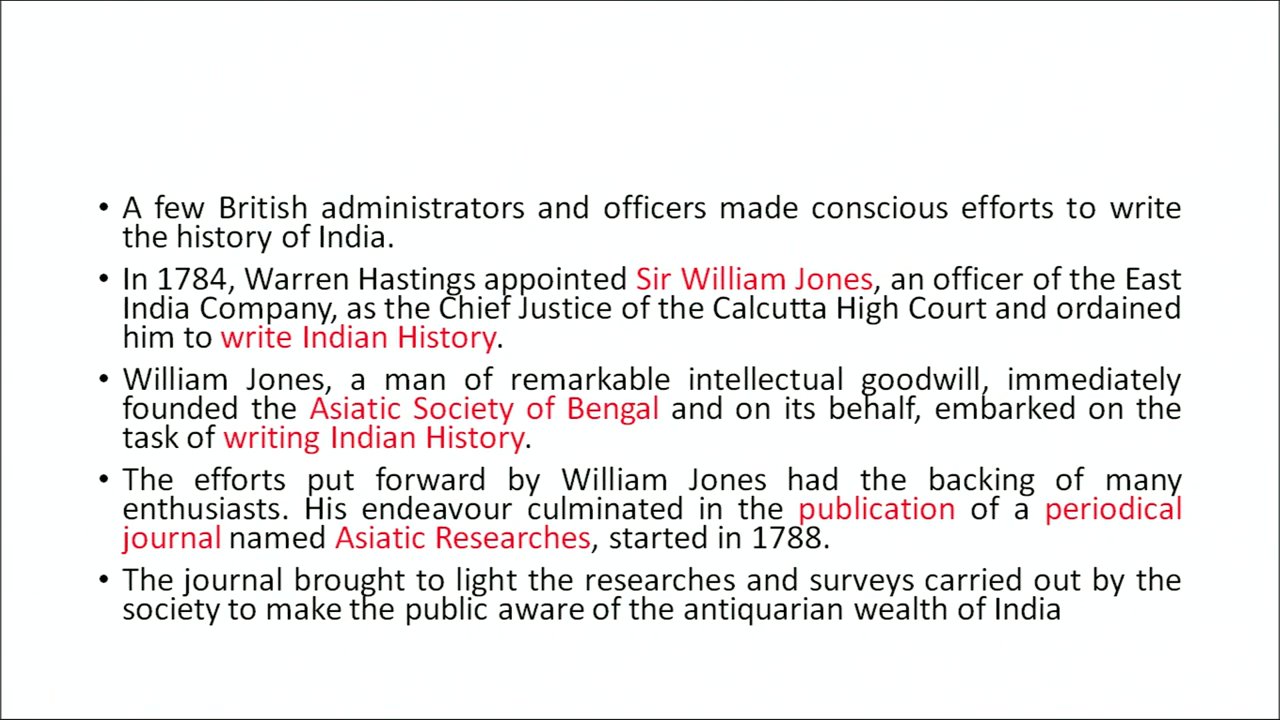 • A few British administrators and officers made conscious efforts to write
the history of India.
• In 1784, Warren Hastings appointed Sir William Jones, an officer of the East
India Company, as the Chief Justice of the Calcutta High Court and ordained
him to write Indian History.
• William Jones, a man of remarkable intellectual goodwill, immediately
founded the Asiatic Society of Bengal and on its behalf, embarked on the
task of writing Indian History.
• The efforts put forward by William Jones had the backing of many
enthusiasts. His endeavour culminated in the publication of a periodical
journal named Asiatic Researches, started in 1788.
• The journal brought to light the researches and surveys carried out by the
society to make the public aware of the antiquarian wealth of India